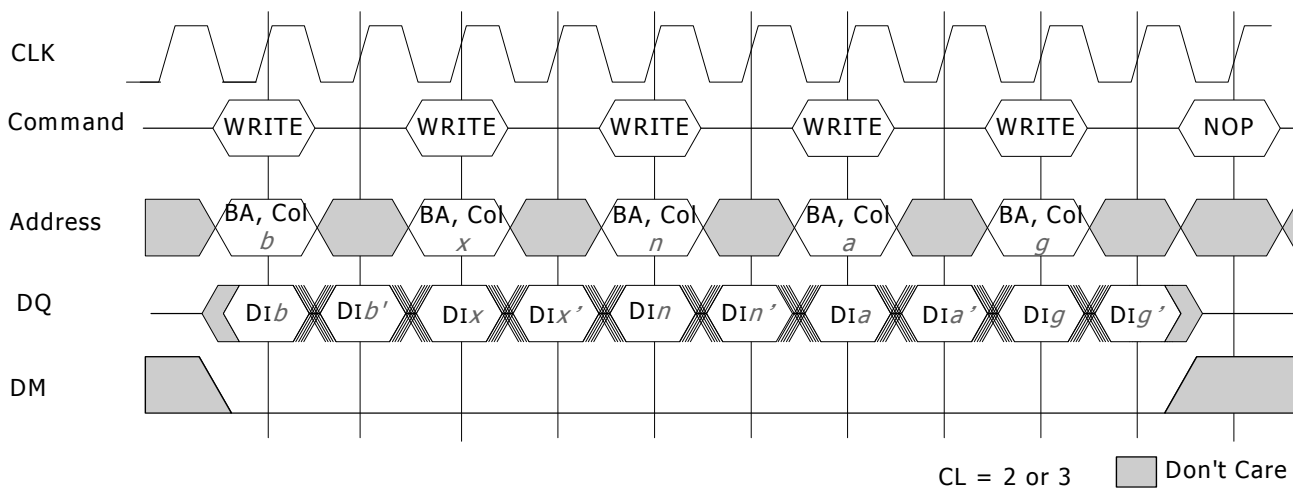 CLK
Command WRITE WRITE WRITE WRITE WRITE NOP
Address BA, Col BA, Col BA, Col BA, Col BA, Col
b x n a g
DQ DIb DIb' DIx DIx’ DIn DIn’ DIa DIa’ DIg DIg’
DM
CL = 2 or 3 Don't Care